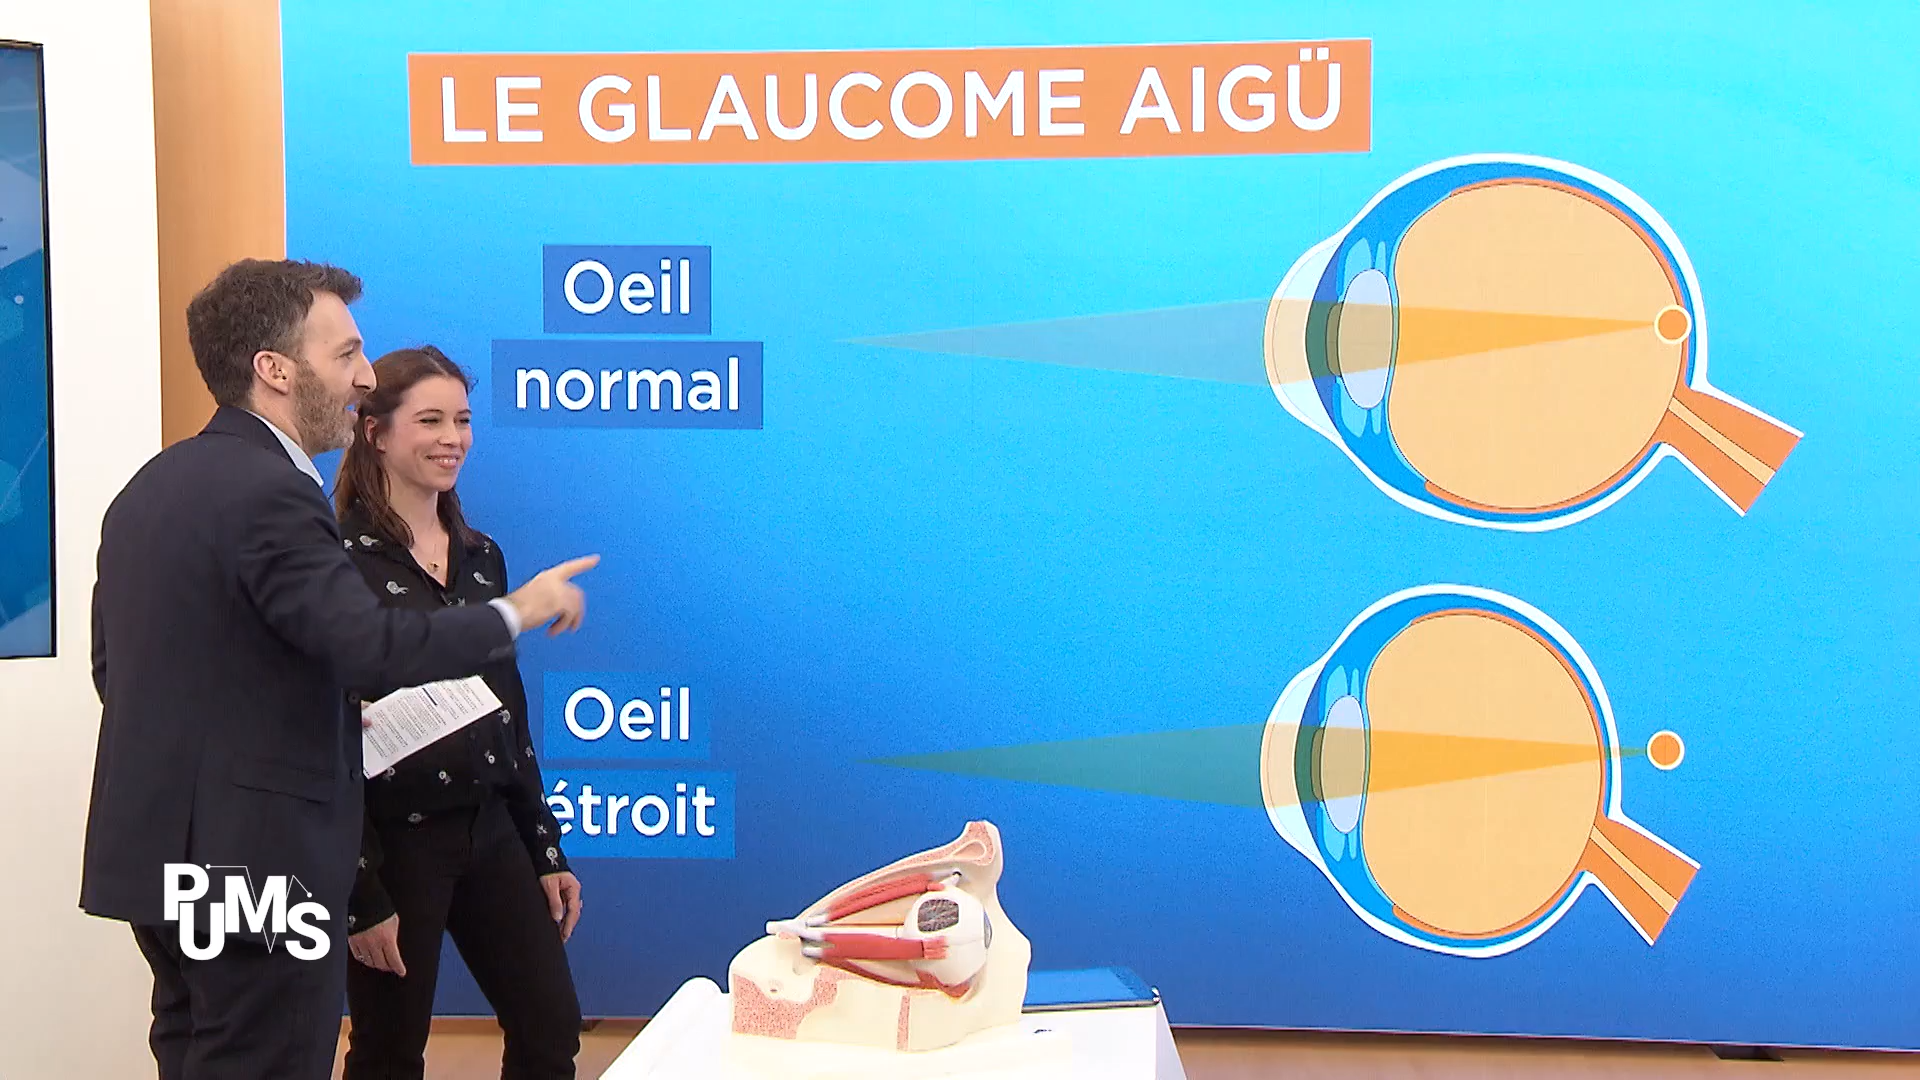 LE GLAUCOME AIGÜ
Oeil
normal
Oeil
étroit
PUMS